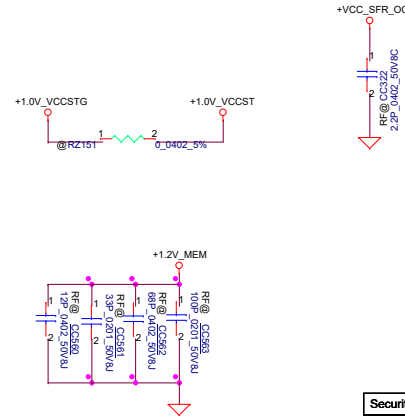 +VCC_SFR_OC
1
2
RF@ CC322
2.2P_0402_50V8C
+1.0V_VCCSTG
+1.0V_VCCST
1
2
@RZ151
0_0402_5%
+1.2V_MEM
1
2
RF@ CC560
12P_0402_50V8J
1
2
RF@ CC561
33P_0201_50V8J
1
2
RF@ CC562
68P_0402_50V8J
1
2
RF@ CC563
100P_0201_50V8J
Securit